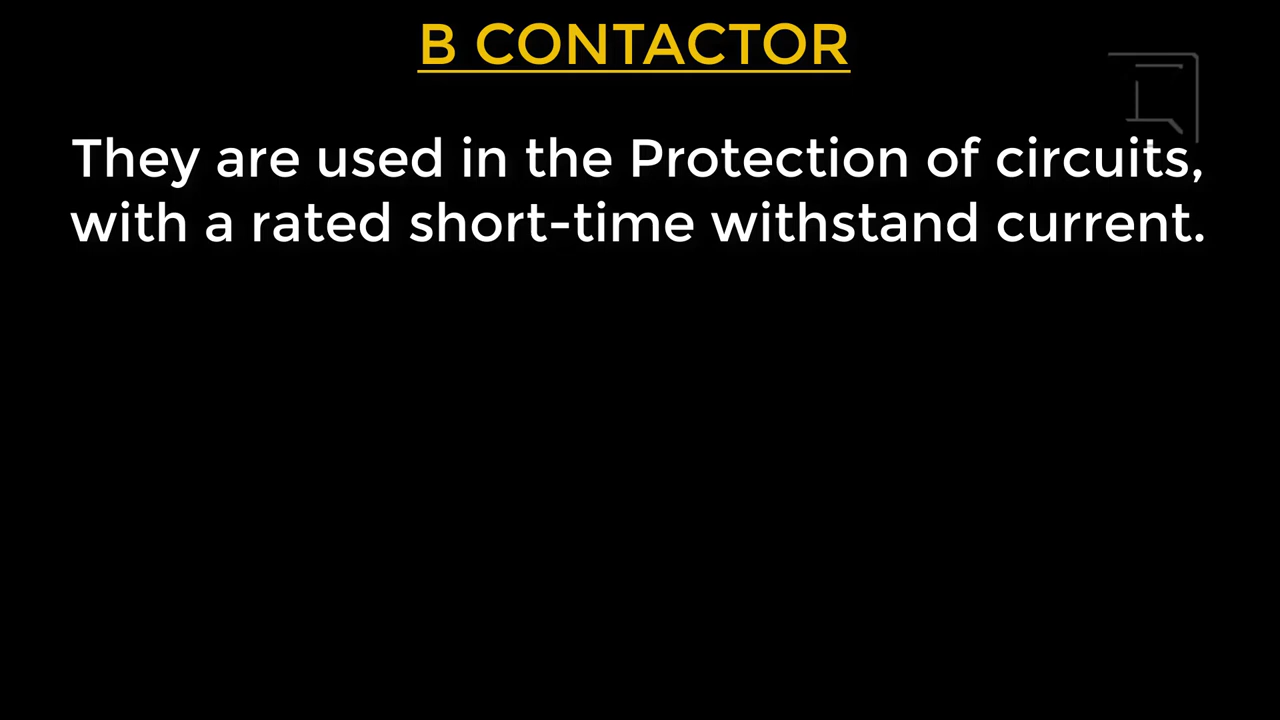 B CONTACTOR
They are used in the Protection of circuits,
with a rated short-time withstand current.